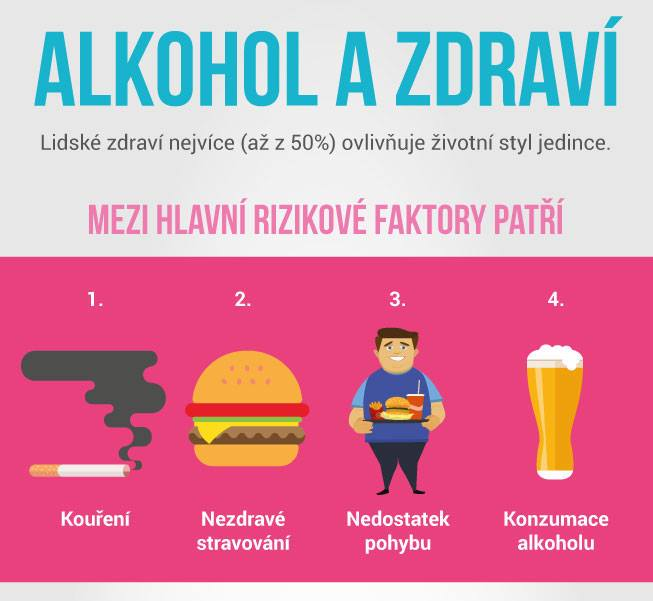 ALKOHOL A ZDRAVÍ
Lidské zdraví nejvíce (až z 50%) ovlivňuje životní styl jedince.
MEZI HLAVNÍ RIZIKOVÉ FAKTORY PATŘÍ
1.
Kouření
2.
Nezdravé
stravování
3.
Nedostatek
pohybu
4.
Konzumace
alkoholu